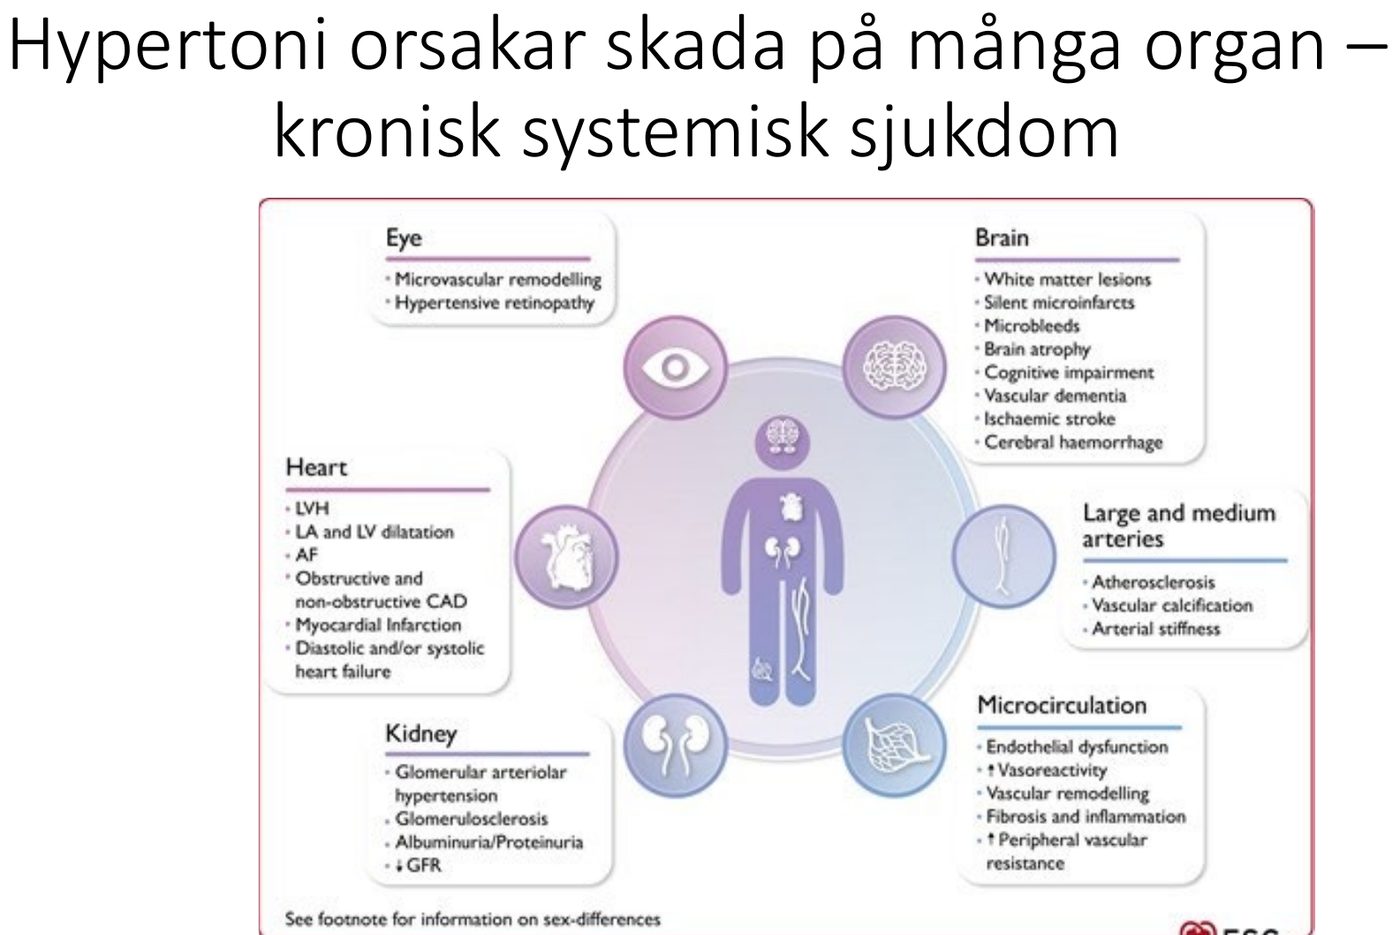 Hypertoni orsakar skada på många organ –
kronisk systemisk sjukdom
Eye
• Microvascular remodelling
• Hypertensive retinopathy
Brain
• White matter lesions
• Silent microinfarcts
• Microbleeds
• Brain atrophy
• Cognitive impairment
• Vascular dementia
• Ischaemic stroke
• Cerebral haemorrhage
Heart
• LVH
• LA and LV dilatation
• AF
• Obstructive and
non-obstructive CAD
• Myocardial Infarction
• Diastolic and/or systolic
heart failure
Large and medium
arteries
• Atherosclerosis
• Vascular calcification
• Arterial stiffness
Kidney
• Glomerular arteriolar
hypertension
• Glomerulosclerosis
• Albuminuria/Proteinuria
• ↓ GFR
Microcirculation
• Endothelial dysfunction
• ↑ Vasoreactivity
• Vascular remodelling
• Fibrosis and inflammation
• ↑ Peripheral vascular
resistance
See footnote for information on sex-differences